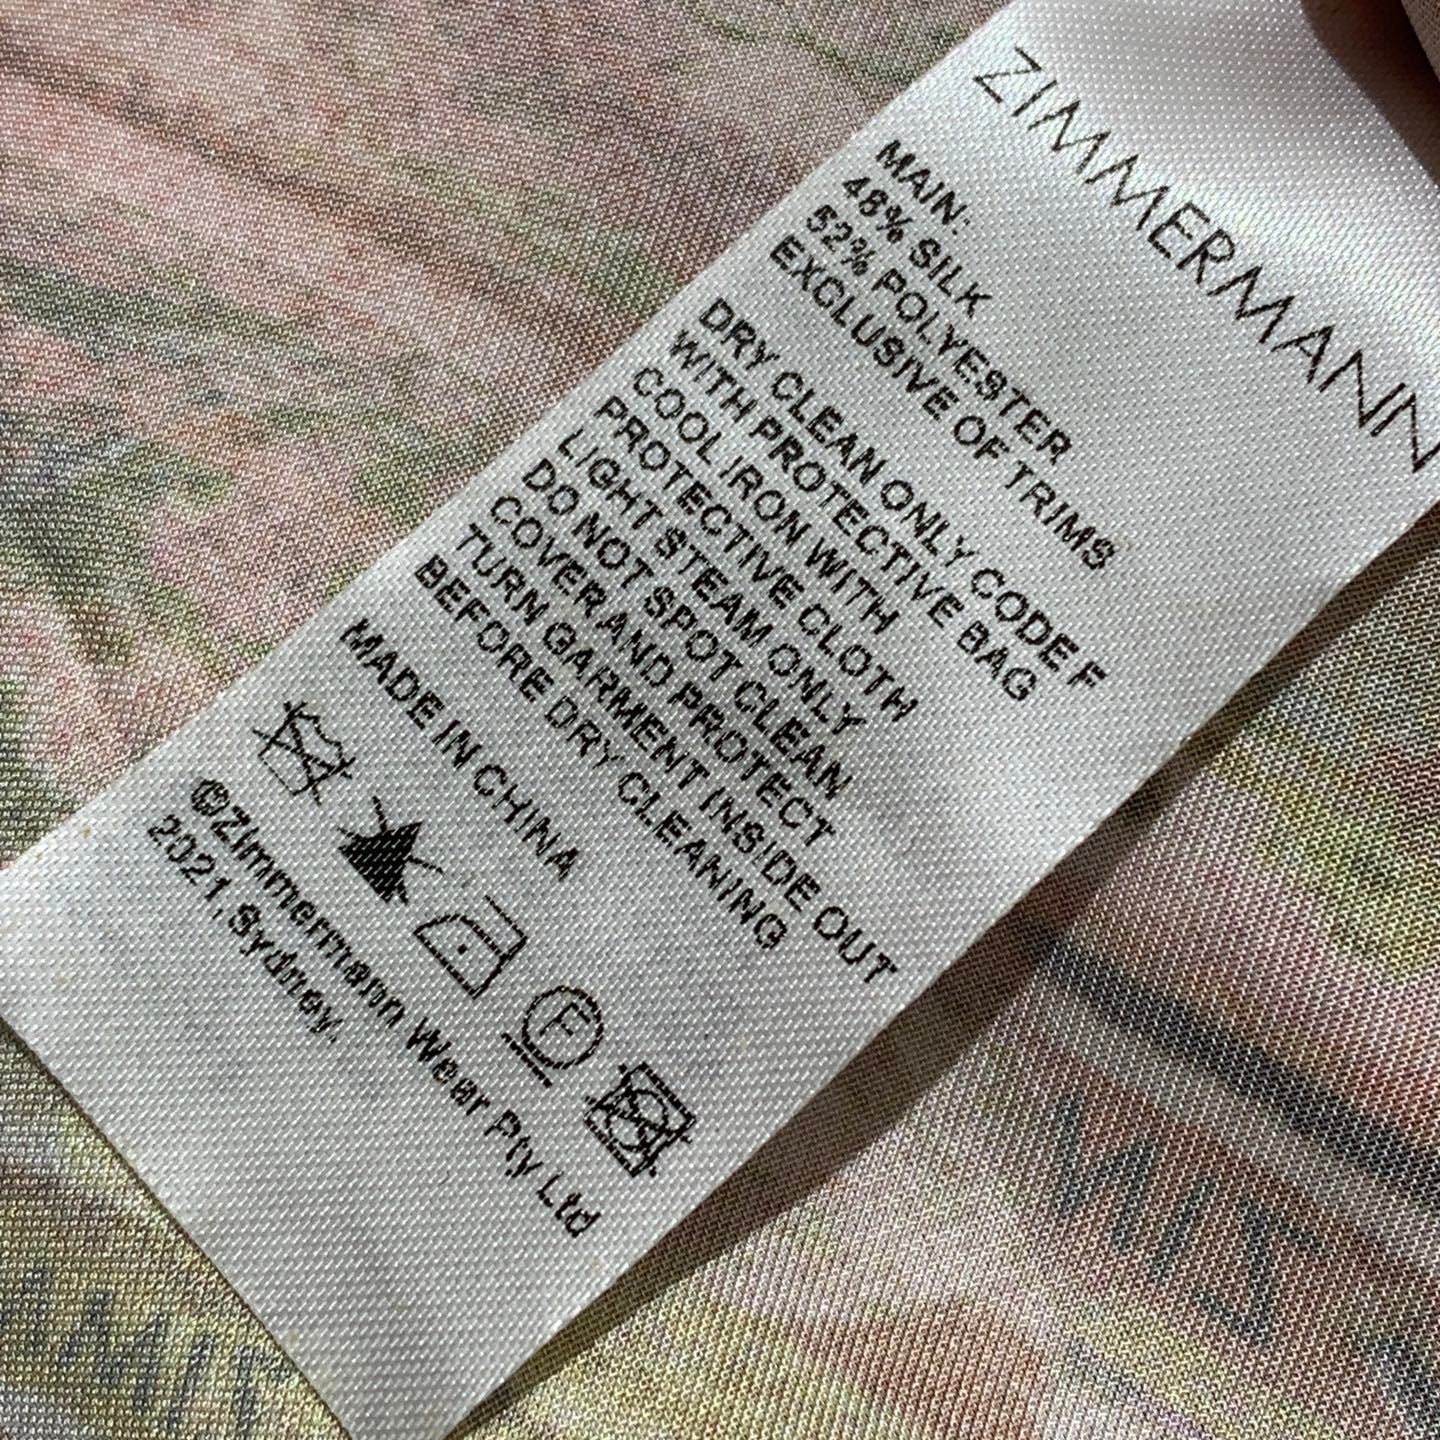 ZIMMERMANN
MAIN:
48% SILK
52% POLYESTER
EXCLUSIVE OF TRIMS
DRY CLEAN ONLY CODE F
WITH PROTECTIVE BAG
COOL IRON WITH
PROTECTIVE CLOTH
LIGHT STEAM ONLY
DO NOT SPOT CLEAN
COVER AND PROTECT
TURN GARMENT INSIDE OUT
BEFORE DRY CLEANING
MADE IN CHINA
F
©Zimmermann Wear Pty Ltd
2021,Sydney.